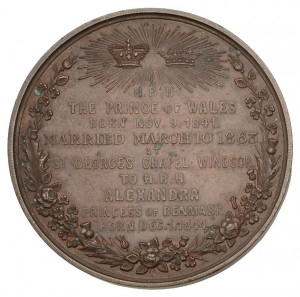 H.R.H.
THE PRINCE OF WALES
BORN NOV. 9. 1841.
MARRIED MARCH 10 1863
ST GEORGES CHAPEL WINDSOR
TO H.R.H.
ALEXANDRA
PRINCESS OF DENMARK
BORN DEC. 1 1844